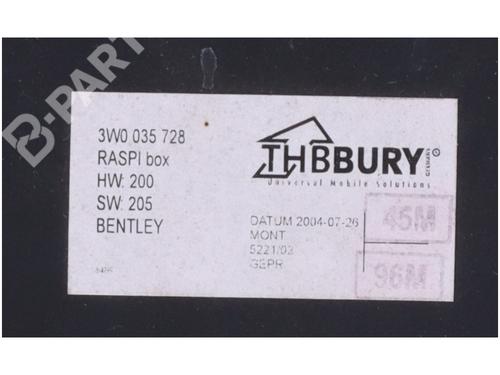 3W0 035 728
RASPI box
HW: 200
SW: 205
BENTLEY
THBBURY
GERMANY
Universal Mobile Solutions
DATUM 2004-07-26
MONT
5221/03
GEPR
45M
96M
B-PARTS